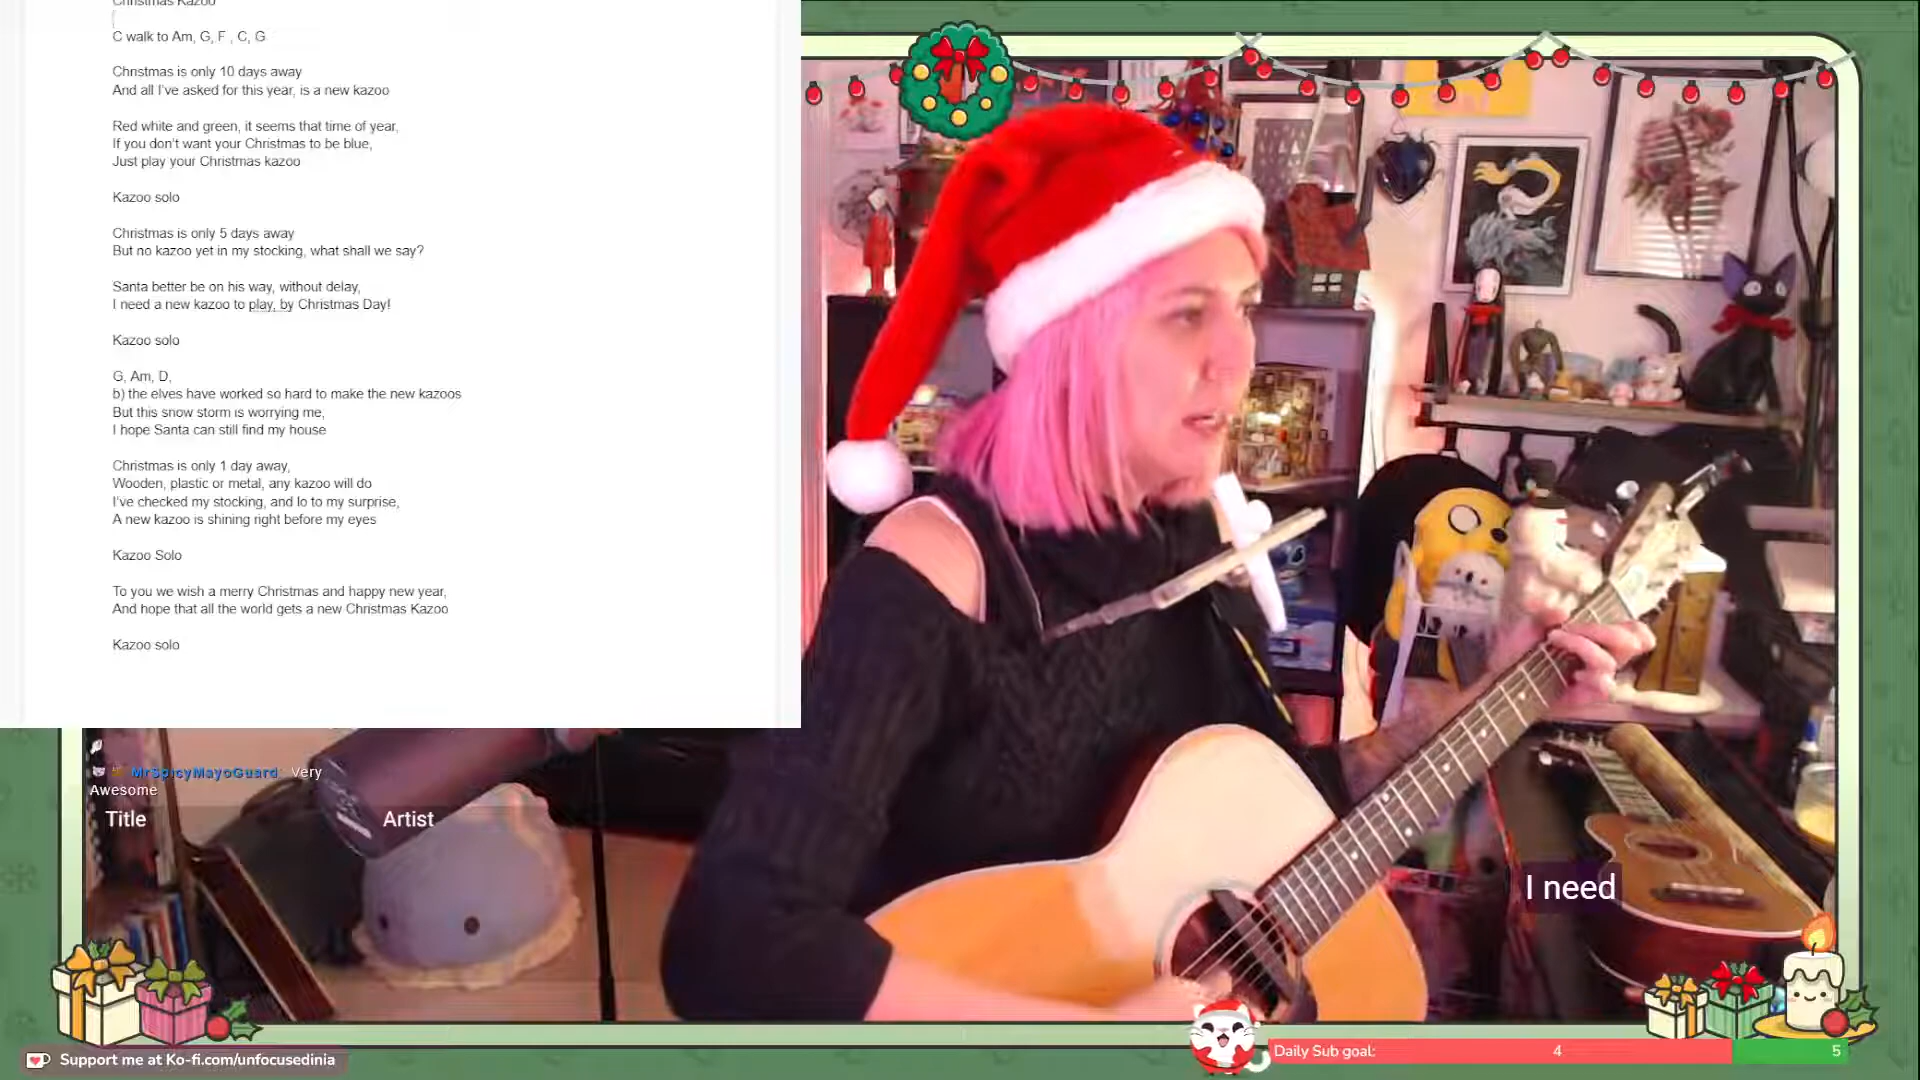 Christmas Kazoo
C walk to Am, G, F , C, G
Christmas is only 10 days away
And all I've asked for this year, is a new kazoo
Red white and green, it seems that time of year,
If you don't want your Christmas to be blue,
Just play your Christmas kazoo
Kazoo solo
Christmas is only 5 days away
But no kazoo yet in my stocking, what shall we say?
Santa better be on his way, without delay,
I need a new kazoo to play, by Christmas Day!
Kazoo solo
G, Am, D,
b) the elves have worked so hard to make the new kazoos
But this snow storm is worrying me,
I hope Santa can still find my house
Christmas is only 1 day away,
Wooden, plastic or metal, any kazoo will do
I've checked my stocking, and lo to my surprise,
A new kazoo is shining right before my eyes
Kazoo Solo
To you we wish a merry Christmas and happy new year,
And hope that all the world gets a new Christmas Kazoo
Kazoo solo
MrSpicyMayoGuard Very
Awesome
Title Artist
I need
Support me at Ko-fi.com/unfocusedinia
Daily Sub goal: 4 5